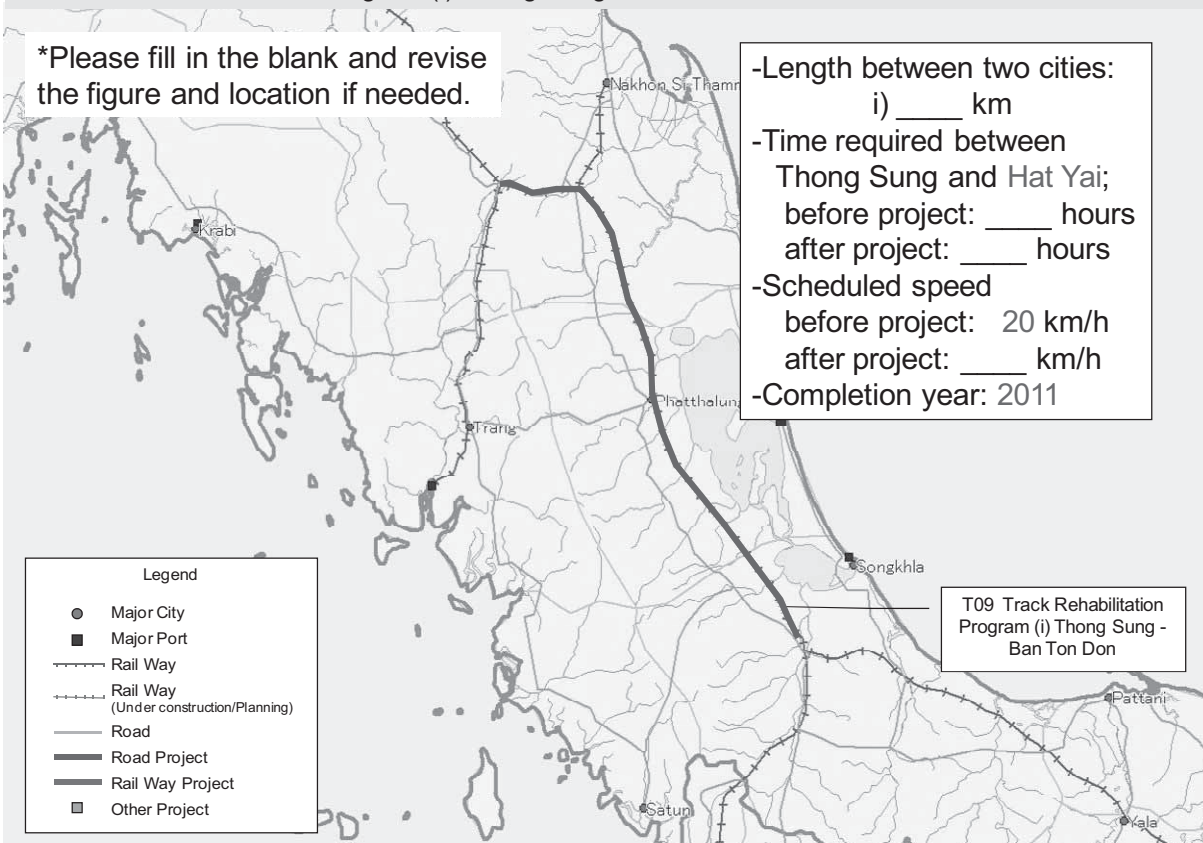 *Please fill in the blank and revise
the figure and location if needed.
-Length between two cities:
i) ____ km
-Time required between
Thong Sung and Hat Yai;
before project: ____ hours
after project: ____ hours
-Scheduled speed
before project: 20 km/h
after project: ____ km/h
-Completion year: 2011
Nakhon Si Thamr
Krabi
Phatthalung
Trang
Songkhla
T09 Track Rehabilitation
Program (i) Thong Sung -
Ban Ton Don
Pattani
Satun
Yala
Legend
Major City
Major Port
Rail Way
Rail Way
(Under construction/Planning)
Road
Road Project
Rail Way Project
Other Project